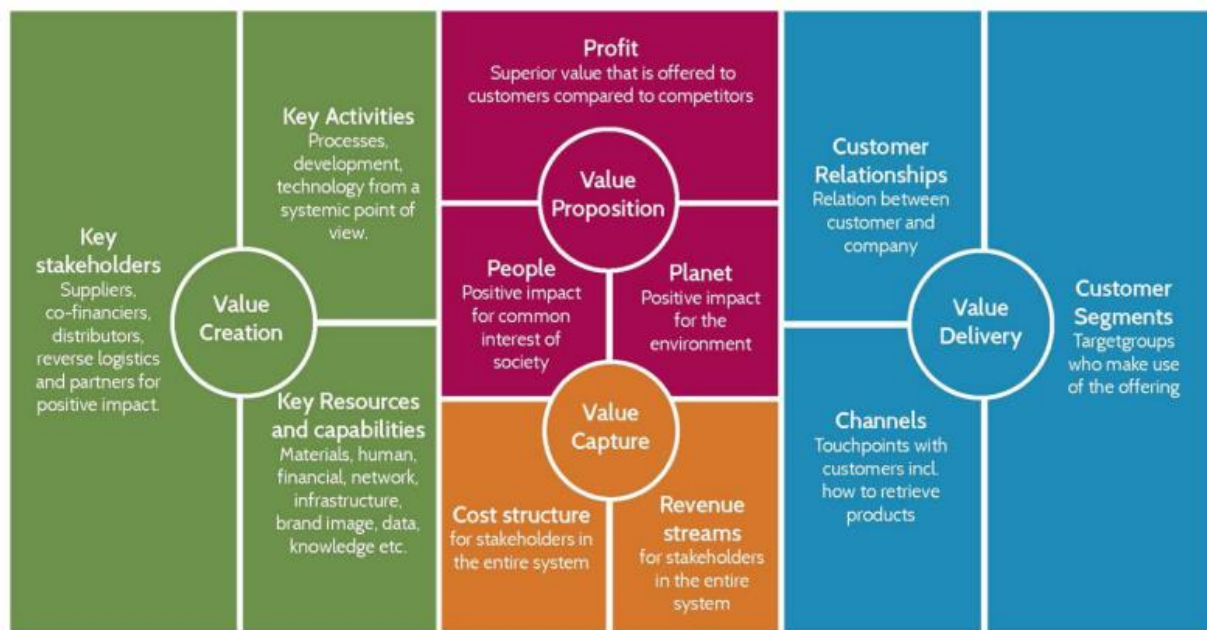 Key
stakeholders
Suppliers,
co-financiers,
distributors,
reverse logistics
and partners for
positive impact.
Value
Creation
Key Activities
Processes,
development,
technology from a
systemic point of
view.
Key Resources
and capabilities
Materials, human,
financial, network,
infrastructure,
brand image, data,
knowledge etc.
Profit
Superior value that is offered to
customers compared to competitors
Value
Proposition
People
Positive impact
for common
interest of
society
Planet
Positive impact
for the
environment
Value
Capture
Cost structure
for stakeholders in
the entire system
Revenue
streams
for stakeholders
in the entire
system
Customer
Relationships
Relation between
customer and
company
Value
Delivery
Channels
Touchpoints with
customers incl.
how to retrieve
products
Customer
Segments
Targetgroups
who make use
of the offering